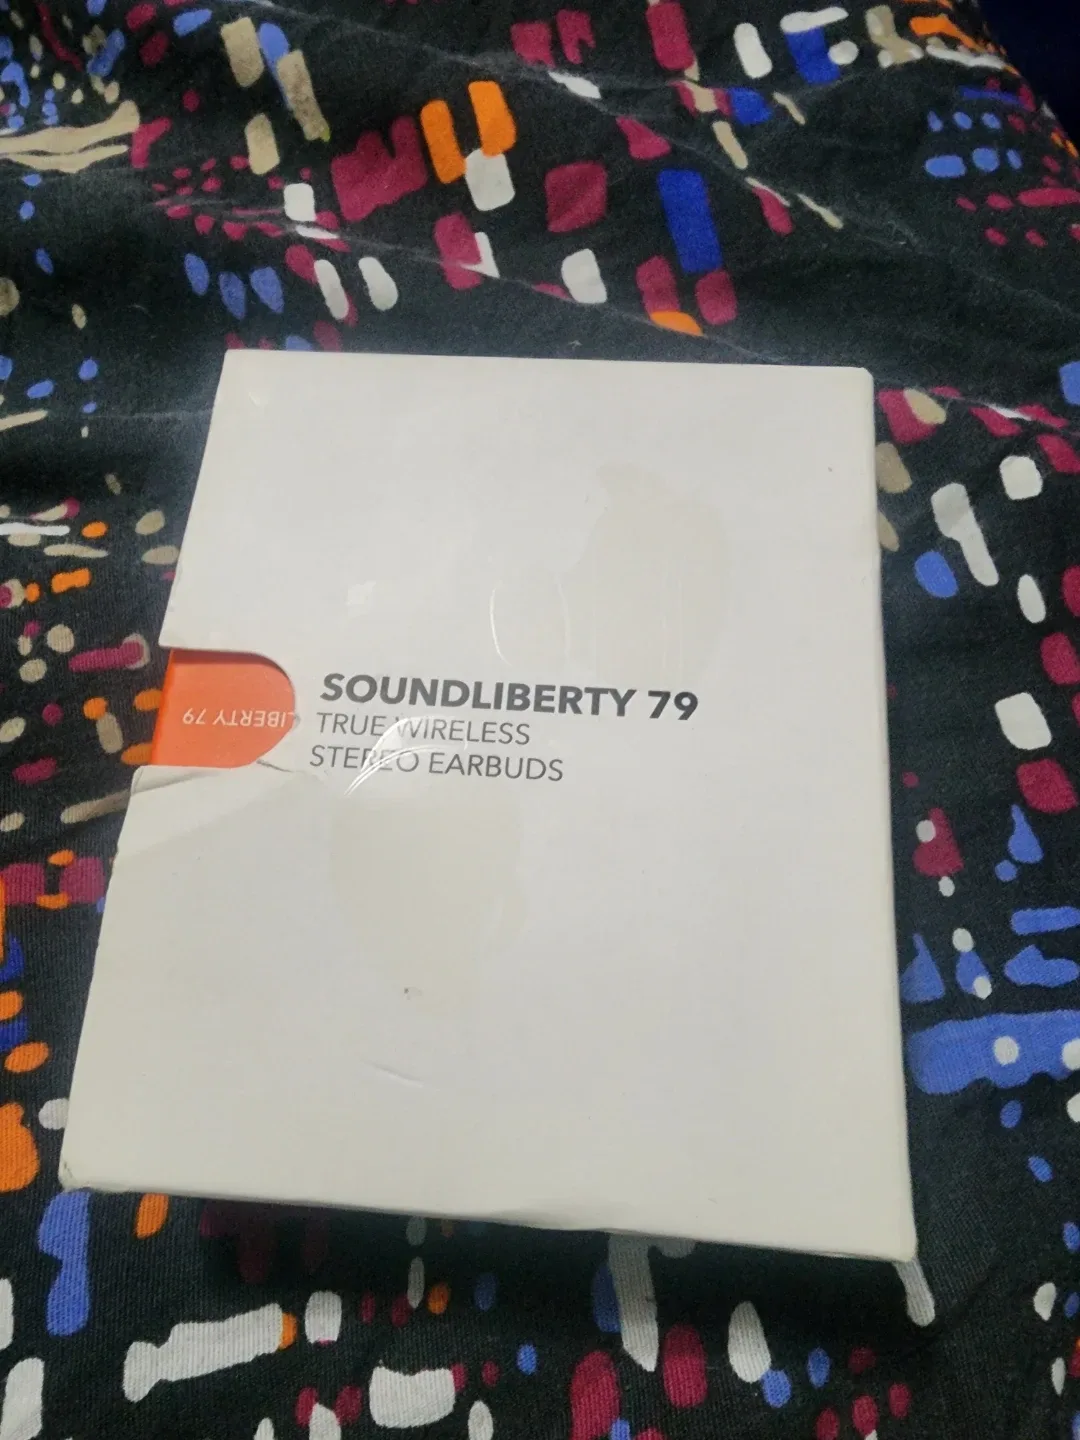 SOUNDLIBERTY 79
TRUE WIRELESS
STEREO EARBUDS
LIBERTY 79